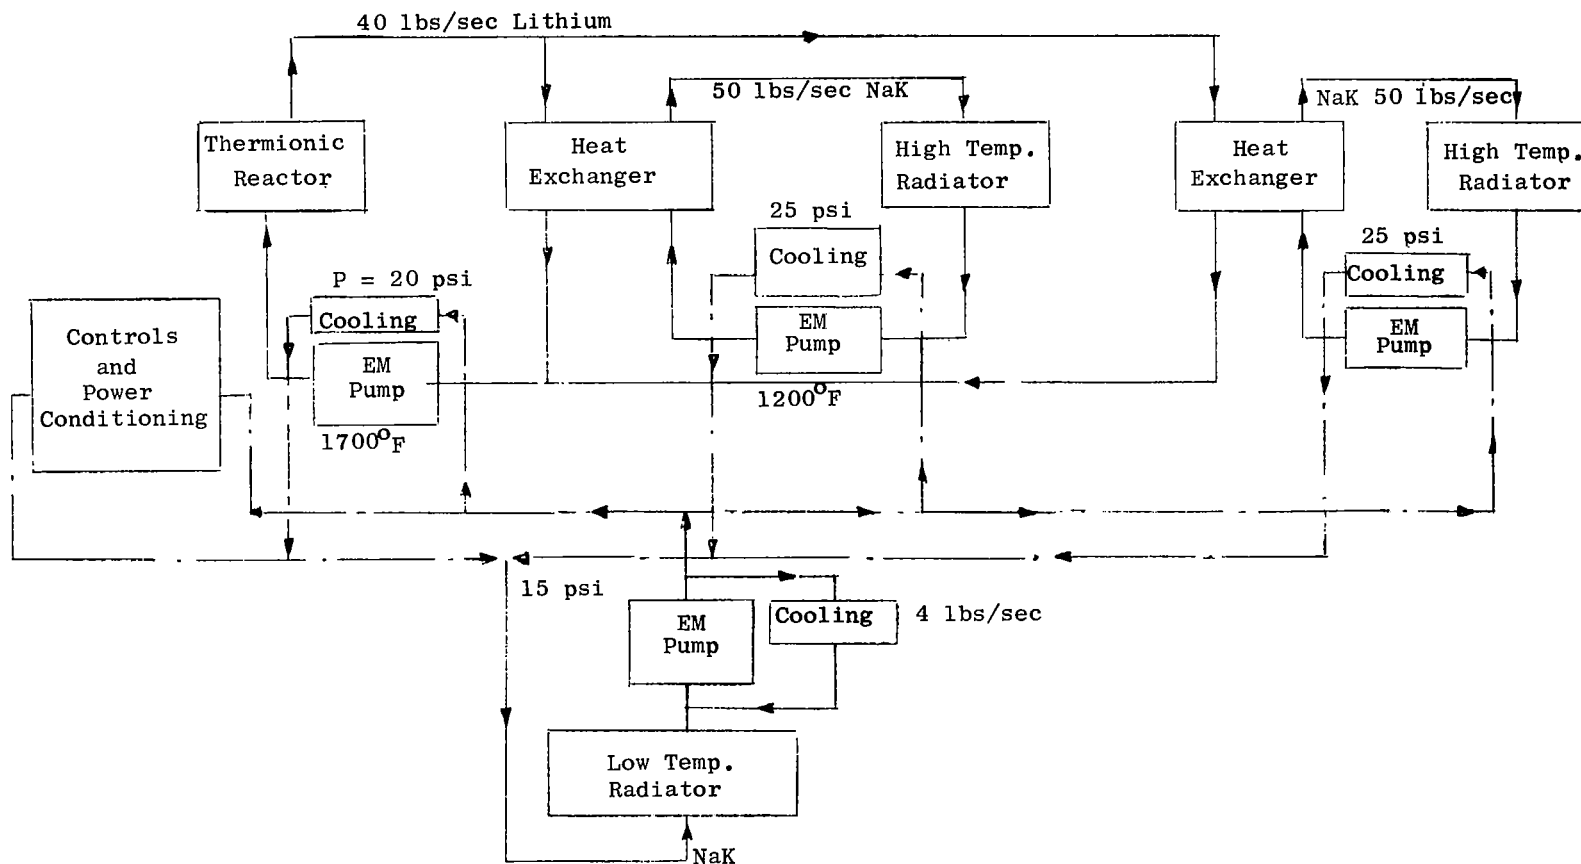 40 lbs/sec Lithium
50 lbs/sec NaK
NaK 50 lbs/sec
Thermionic
Reactor
Heat
Exchanger
High Temp.
Radiator
Heat
Exchanger
High Temp.
Radiator
25 psi
Cooling
25 psi
Cooling
P = 20 psi
Cooling
Controls
and
Power
Conditioning
EM
Pump
1700°F
EM
Pump
1200°F
EM
Pump
15 psi
EM
Pump
Cooling
4 lbs/sec
Low Temp.
Radiator
NaK